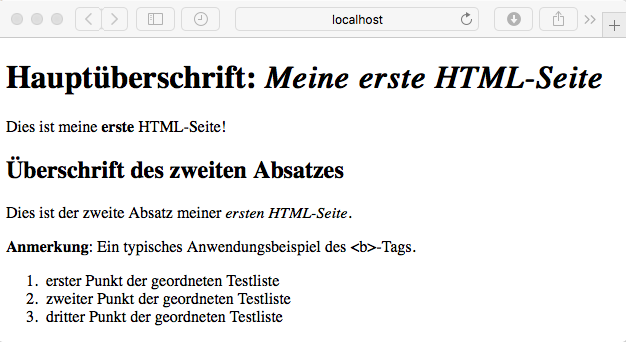 localhost
Hauptüberschrift: Meine erste HTML-Seite
Dies ist meine erste HTML-Seite!
Überschrift des zweiten Absatzes
Dies ist der zweite Absatz meiner ersten HTML-Seite.
Anmerkung: Ein typisches Anwendungsbeispiel des <b>-Tags.
1. erster Punkt der geordneten Testliste
2. zweiter Punkt der geordneten Testliste
3. dritter Punkt der geordneten Testliste